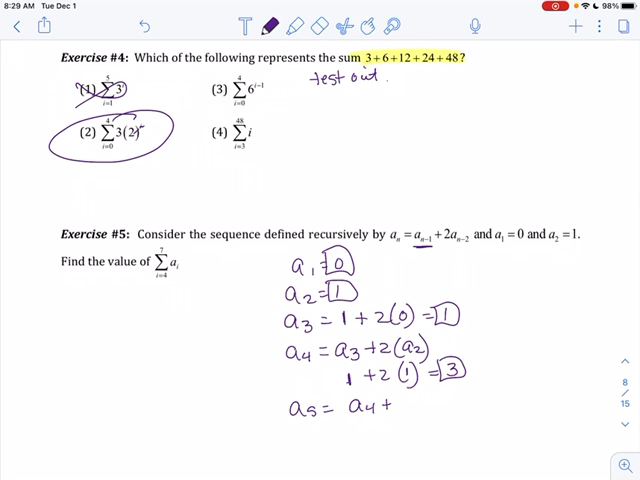 8:29 AM Tue Dec 1
98%
Exercise #4: Which of the following represents the sum 3+6+12+24+48?
test out.
(1) 5 ∑ i=1 3^i (3) 4 ∑ i=0 6^{i−1}
(2) 4 ∑ i=0 3(2)^i (4) 48 ∑ i=3 i
Exercise #5: Consider the sequence defined recursively by a_n = a_{n−1} + 2a_{n−2} and a_1 = 0 and a_2 = 1.
Find the value of 7 ∑ i=4 a_i
a_1 = 0
a_2 = 1
a_3 = 1 + 2(0) = 1
a_4 = a_3 + 2(a_2)
1 + 2(1) = 3
a_5 = a_4 +
8
/
15